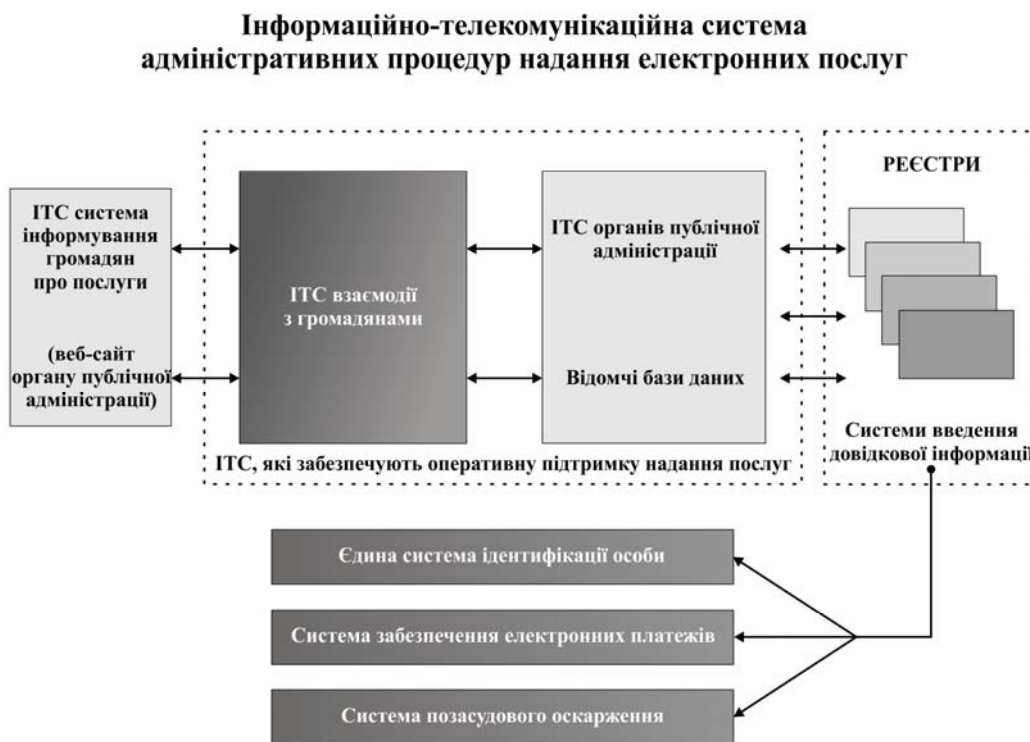 Інформаційно-телекомунікаційна система
адміністративних процедур надання електронних послуг
ІТС система
інформування
громадян
про послуги
(веб-сайт
органу публічної
адміністрації)
ІТС взаємодії
з громадянами
ІТС органів публічної
адміністрації
Відомчі бази даних
ІТС, які забезпечують оперативну підтримку надання послуг
РЕЄСТРИ
Системи введення
довідкової інформації
Єдина система ідентифікації особи
Система забезпечення електронних платежів
Система позасудового оскарження